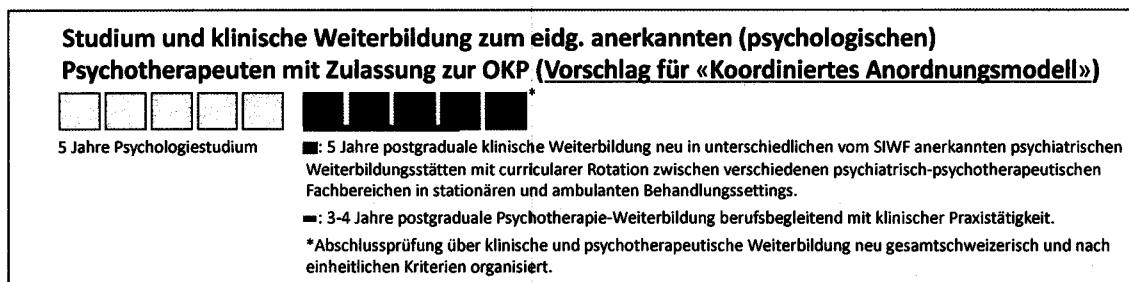 Studium und klinische Weiterbildung zum eidg. anerkannten (psychologischen)
Psychotherapeuten mit Zulassung zur OKP (Vorschlag für «Koordiniertes Anordnungsmodell»)
*
5 Jahre Psychologiestudium
■: 5 Jahre postgraduale klinische Weiterbildung neu in unterschiedlichen vom SIWF anerkannten psychiatrischen
Weiterbildungsstätten mit curricularer Rotation zwischen verschiedenen psychiatrisch-psychotherapeutischen
Fachbereichen in stationären und ambulanten Behandlungssettings.
▬: 3-4 Jahre postgraduale Psychotherapie-Weiterbildung berufsbegleitend mit klinischer Praxistätigkeit.
*Abschlussprüfung über klinische und psychotherapeutische Weiterbildung neu gesamtschweizerisch und nach
einheitlichen Kriterien organisiert.